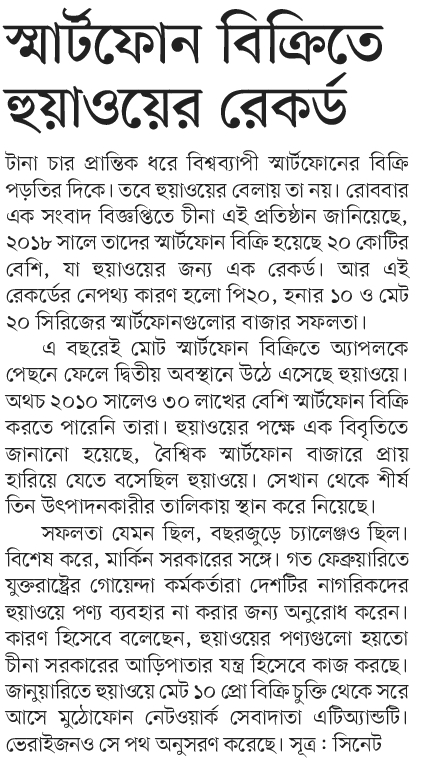 স্মার্টফোন বিক্রিতে
হুয়াওয়ের রেকর্ড
টানা চার প্রান্তিক ধরে বিশ্বব্যাপী স্মার্টফোনের বিক্রি
পড়তির দিকে। তবে হুয়াওয়ের বেলায় তা নয়। রোববার
এক সংবাদ বিজ্ঞপ্তিতে চীনা এই প্রতিষ্ঠান জানিয়েছে,
২০১৮ সালে তাদের স্মার্টফোন বিক্রি হয়েছে ২০ কোটির
বেশি, যা হুয়াওয়ের জন্য এক রেকর্ড। আর এই
রেকর্ডের নেপথ্য কারণ হলো পি২০, হনার ১০ ও মেট
২০ সিরিজের স্মার্টফোনগুলোর বাজার সফলতা।
এ বছরেই মোট স্মার্টফোন বিক্রিতে অ্যাপলকে
পেছনে ফেলে দ্বিতীয় অবস্থানে উঠে এসেছে হুয়াওয়ে।
অথচ ২০১০ সালেও ৩০ লাখের বেশি স্মার্টফোন বিক্রি
করতে পারেনি তারা। হুয়াওয়ের পক্ষে এক বিবৃতিতে
জানানো হয়েছে, বৈশ্বিক স্মার্টফোন বাজারে প্রায়
হারিয়ে যেতে বসেছিল হুয়াওয়ে। সেখান থেকে শীর্ষ
তিন উৎপাদনকারীর তালিকায় স্থান করে নিয়েছে।
সফলতা যেমন ছিল, বছরজুড়ে চ্যালেঞ্জও ছিল।
বিশেষ করে, মার্কিন সরকারের সঙ্গে। গত ফেব্রুয়ারিতে
যুক্তরাষ্ট্রের গোয়েন্দা কর্মকর্তারা দেশটির নাগরিকদের
হুয়াওয়ে পণ্য ব্যবহার না করার জন্য অনুরোধ করেন।
কারণ হিসেবে বলেছেন, হুয়াওয়ের পণ্যগুলো হয়তো
চীনা সরকারের আড়িপাতার যন্ত্র হিসেবে কাজ করছে।
জানুয়ারিতে হুয়াওয়ে মেট ১০ প্রো বিক্রি চুক্তি থেকে সরে
আসে মুঠোফোন নেটওয়ার্ক সেবাদাতা এটিঅ্যান্ডটি।
ভেরাইজনও সে পথ অনুসরণ করেছে। সূত্র : সিনেট